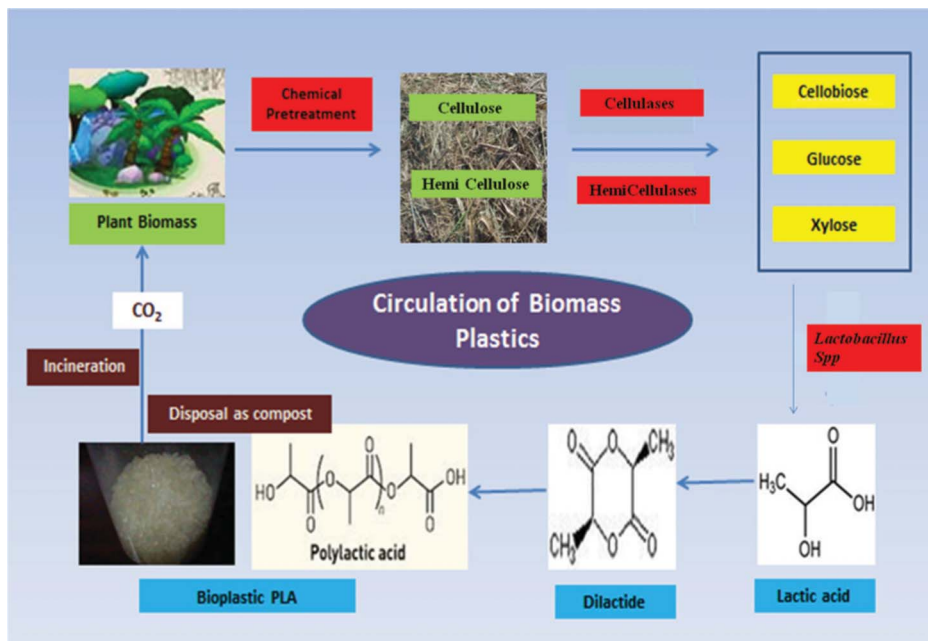 Chemical
Pretreatment
Cellulose
Hemi Cellulose
Cellulases
HemiCellulases
Cellobiose
Glucose
Xylose
Plant Biomass
CO₂
Incineration
Disposal as compost
Circulation of Biomass
Plastics
Lactobacillus
Spp
HO
O
O
O
O
O
OH
n
O
Polylactic acid
O
O
CH₃
CH₃
O
O
O
H₃C
OH
OH
Bioplastic PLA
Dilactide
Lactic acid